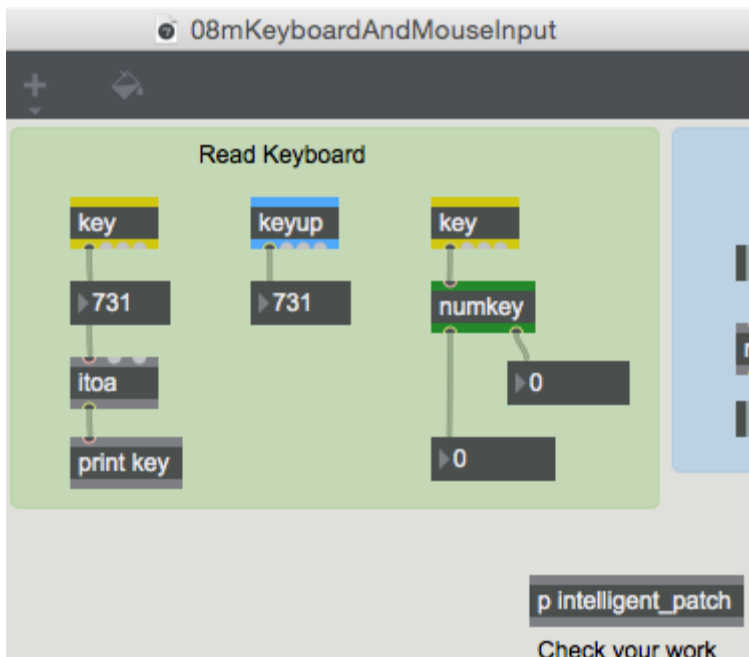 08mKeyboardAndMouseInput
Read Keyboard
key
keyup
key
731
731
numkey
itoa
0
print key
0
p intelligent_patch
Check your work